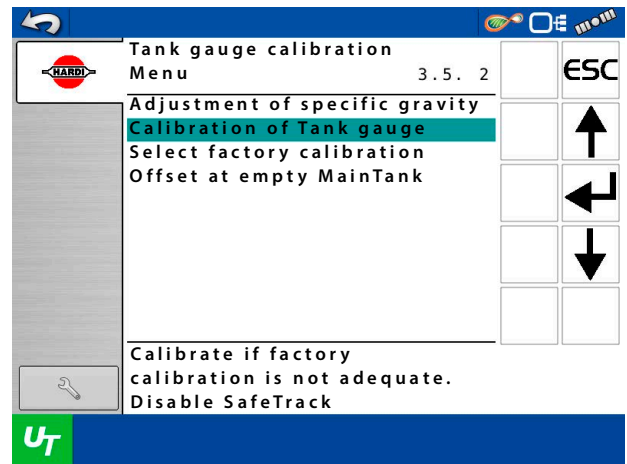 Tank gauge calibration
Menu 3.5. 2
HARDI
ESC
Adjustment of specific gravity
Calibration of Tank gauge
Select factory calibration
Offset at empty MainTank
Calibrate if factory
calibration is not adequate.
Disable SafeTrack
UT